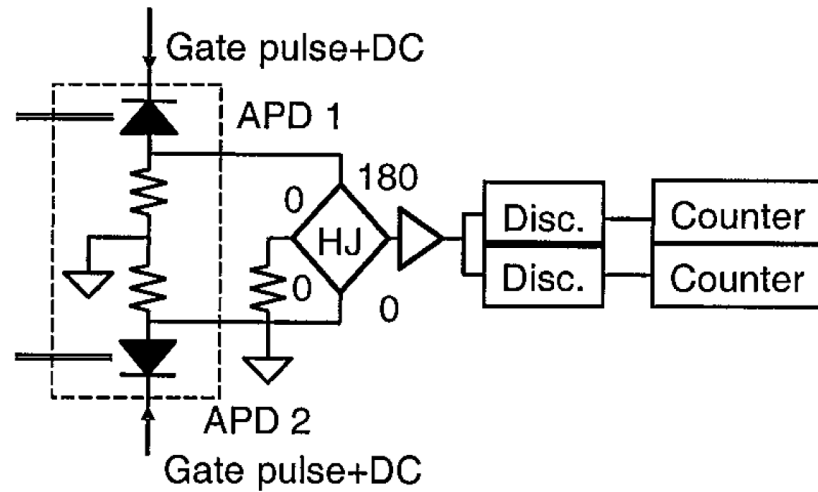 Gate pulse+DC
APD 1
180
0
HJ
Disc.
Counter
0
Disc.
Counter
0
APD 2
Gate pulse+DC